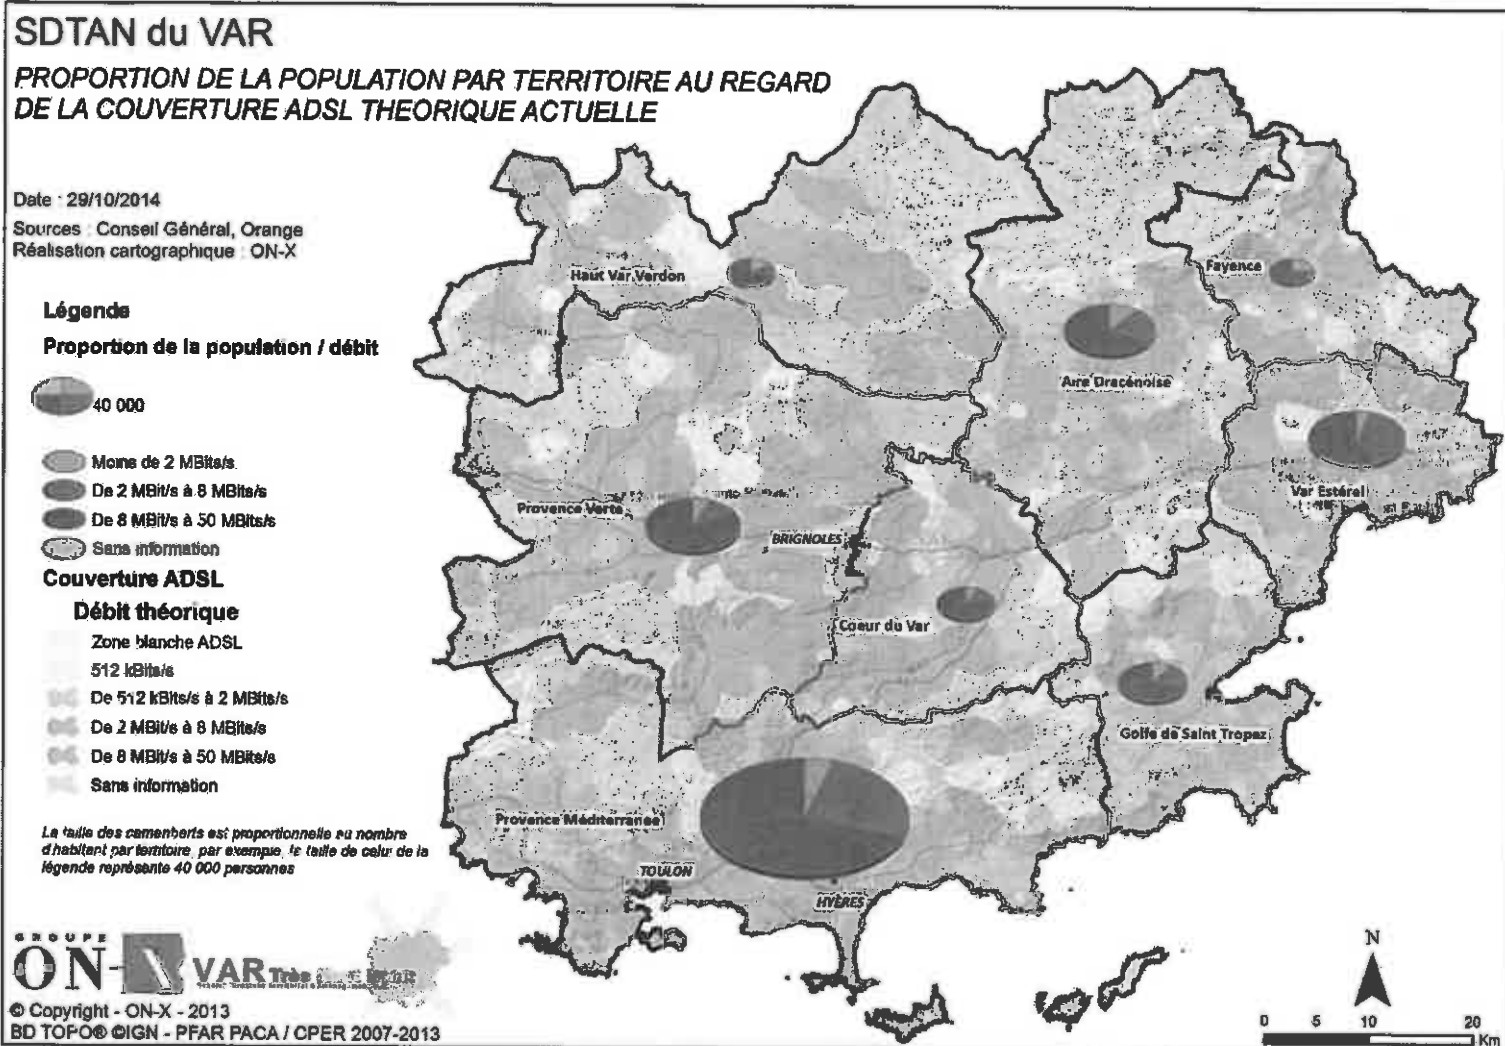 SDTAN du VAR
PROPORTION DE LA POPULATION PAR TERRITOIRE AU REGARD
DE LA COUVERTURE ADSL THEORIQUE ACTUELLE
Date : 29/10/2014
Sources : Conseil Général, Orange
Réalisation cartographique : ON-X
Légende
Proportion de la population / débit
40 000
Moins de 2 MBits/s
De 2 MBit/s à 8 MBits/s
De 8 MBit/s à 50 MBits/s
Sans information
Couverture ADSL
Débit théorique
Zone blanche ADSL
512 kBits/s
De 512 kBits/s à 2 MBits/s
De 2 MBit/s à 8 MBits/s
De 8 MBit/s à 50 MBits/s
Sans information
La taille des camemberts est proportionnelle au nombre
d'habitant par territoire, par exemple, la taille de celui de la
légende représente 40 000 personnes
Haut Var Verdon
Fayence
Aire Dracénoise
Var Estérel
Provence Verte
BRIGNOLES
Coeur du Var
Golfe de Saint Tropez
Provence Méditerranée
TOULON
HYÈRES
GROUPE
ON-X
VAR Très
© Copyright - ON-X - 2013
BD TOPO® ©IGN - PFAR PACA / CPER 2007-2013
N
0 5 10 20
Km